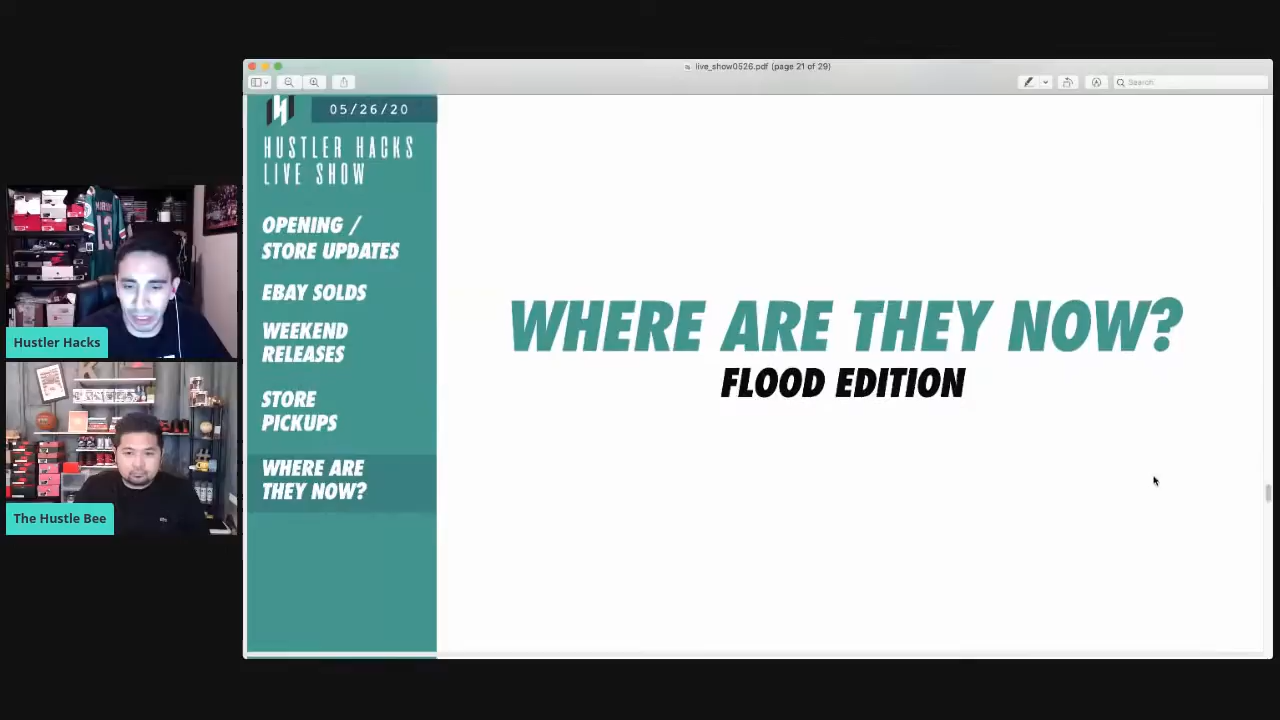 live_show0526.pdf (page 21 of 29)
Search
05/26/20
HUSTLER HACKS
LIVE SHOW
OPENING /
STORE UPDATES
EBAY SOLDS
WEEKEND
RELEASES
STORE
PICKUPS
WHERE ARE
THEY NOW?
WHERE ARE THEY NOW?
FLOOD EDITION
Hustler Hacks
The Hustle Bee